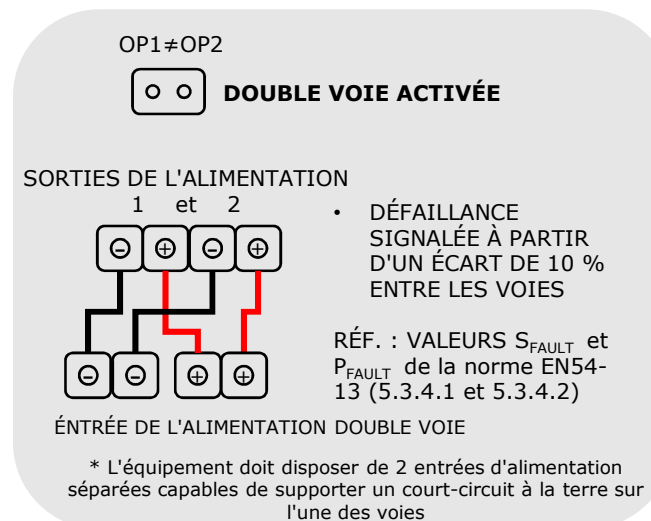 OP1≠OP2
DOUBLE VOIE ACTIVÉE
SORTIES DE L'ALIMENTATION
1 et 2
⊖ ⊕ ⊖ ⊕
• DÉFAILLANCE
SIGNALÉE À PARTIR
D'UN ÉCART DE 10 %
ENTRE LES VOIES
RÉF. : VALEURS S_FAULT et
P_FAULT de la norme EN54-
13 (5.3.4.1 et 5.3.4.2)
⊖ ⊖ ⊕ ⊕
ÉNTRÉE DE L'ALIMENTATION DOUBLE VOIE
* L'équipement doit disposer de 2 entrées d'alimentation
séparées capables de supporter un court-circuit à la terre sur
l'une des voies